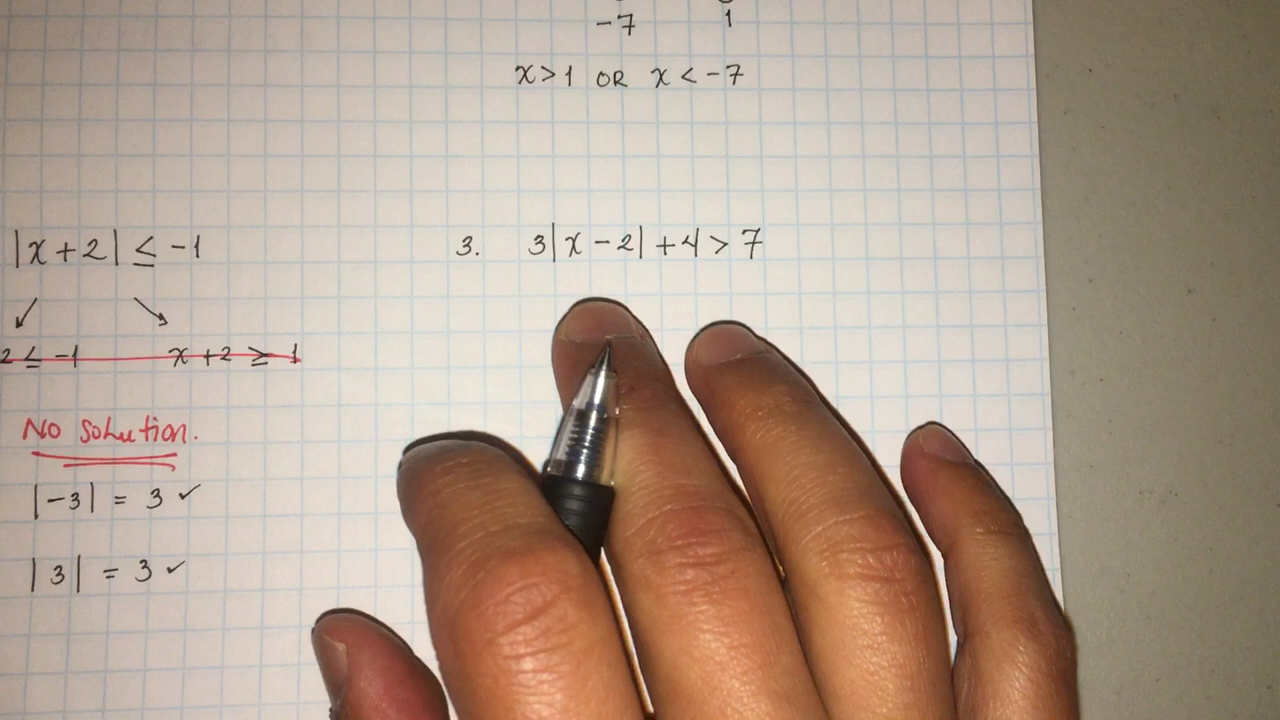 -7 1
x > 1 OR x < -7
|x + 2| ≤ -1
2 ≤ -1 x + 2 ≥ 1
No solution.
|-3| = 3 ✓
|3| = 3 ✓
3. 3|x - 2| + 4 > 7